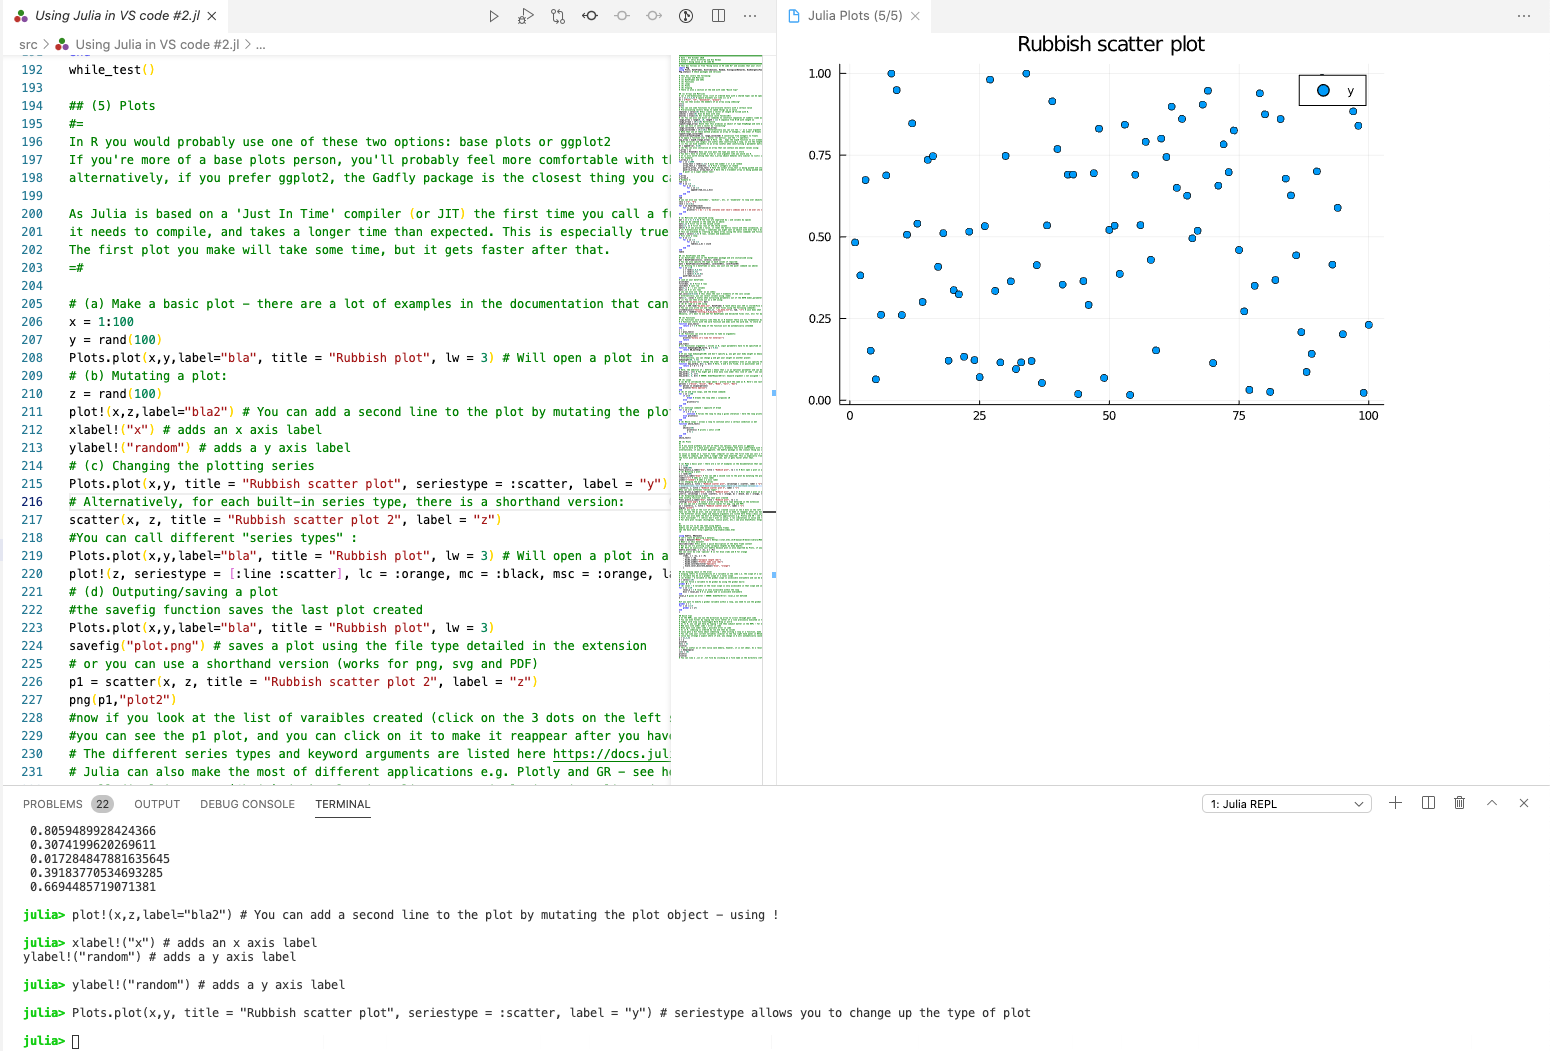 Using Julia in VS code #2.jl
src > Using Julia in VS code #2.jl > ...
192 while_test()
193
194 ## (5) Plots
195 #=
196 In R you would probably use one of these two options: base plots or ggplot2
197 If you're more of a base plots person, you'll probably feel more comfortable with th
198 alternatively, if you prefer ggplot2, the Gadfly package is the closest thing you ca
199
200 As Julia is based on a 'Just In Time' compiler (or JIT) the first time you call a fu
201 it needs to compile, and takes a longer time than expected. This is especially true
202 The first plot you make will take some time, but it gets faster after that.
203 =#
204
205 # (a) Make a basic plot – there are a lot of examples in the documentation that can
206 x = 1:100
207 y = rand(100)
208 Plots.plot(x,y,label="bla", title = "Rubbish plot", lw = 3) # Will open a plot in a
209 # (b) Mutating a plot:
210 z = rand(100)
211 plot!(x,z,label="bla2") # You can add a second line to the plot by mutating the plo
212 xlabel!("x") # adds an x axis label
213 ylabel!("random") # adds a y axis label
214 # (c) Changing the plotting series
215 Plots.plot(x,y, title = "Rubbish scatter plot", seriestype = :scatter, label = "y")
216 # Alternatively, for each built-in series type, there is a shorthand version:
217 scatter(x, z, title = "Rubbish scatter plot 2", label = "z")
218 #You can call different "series types" :
219 Plots.plot(x,y,label="bla", title = "Rubbish plot", lw = 3) # Will open a plot in a
220 plot!(z, seriestype = [:line :scatter], lc = :orange, mc = :black, msc = :orange, la
221 # (d) Outputing/saving a plot
222 #the savefig function saves the last plot created
223 Plots.plot(x,y,label="bla", title = "Rubbish plot", lw = 3)
224 savefig("plot.png") # saves a plot using the file type detailed in the extension
225 # or you can use a shorthand version (works for png, svg and PDF)
226 p1 = scatter(x, z, title = "Rubbish scatter plot 2", label = "z")
227 png(p1,"plot2")
228 #now if you look at the list of varaibles created (click on the 3 dots on the left s
229 #you can see the p1 plot, and you can click on it to make it reappear after you have
230 # The different series types and keyword arguments are listed here https://docs.juli
231 # Julia can also make the most of different applications e.g. Plotly and GR – see he
Julia Plots (5/5)
Rubbish scatter plot
y
1.00
0.75
0.50
0.25
0.00
0 25 50 75 100
PROBLEMS 22 OUTPUT DEBUG CONSOLE TERMINAL
1: Julia REPL
0.8059489928424366
0.3074199620269611
0.017284847881635645
0.39183770534693285
0.6694485719071381
julia> plot!(x,z,label="bla2") # You can add a second line to the plot by mutating the plot object – using !
julia> xlabel!("x") # adds an x axis label
ylabel!("random") # adds a y axis label
julia> ylabel!("random") # adds a y axis label
julia> Plots.plot(x,y, title = "Rubbish scatter plot", seriestype = :scatter, label = "y") # seriestype allows you to change up the type of plot
julia>